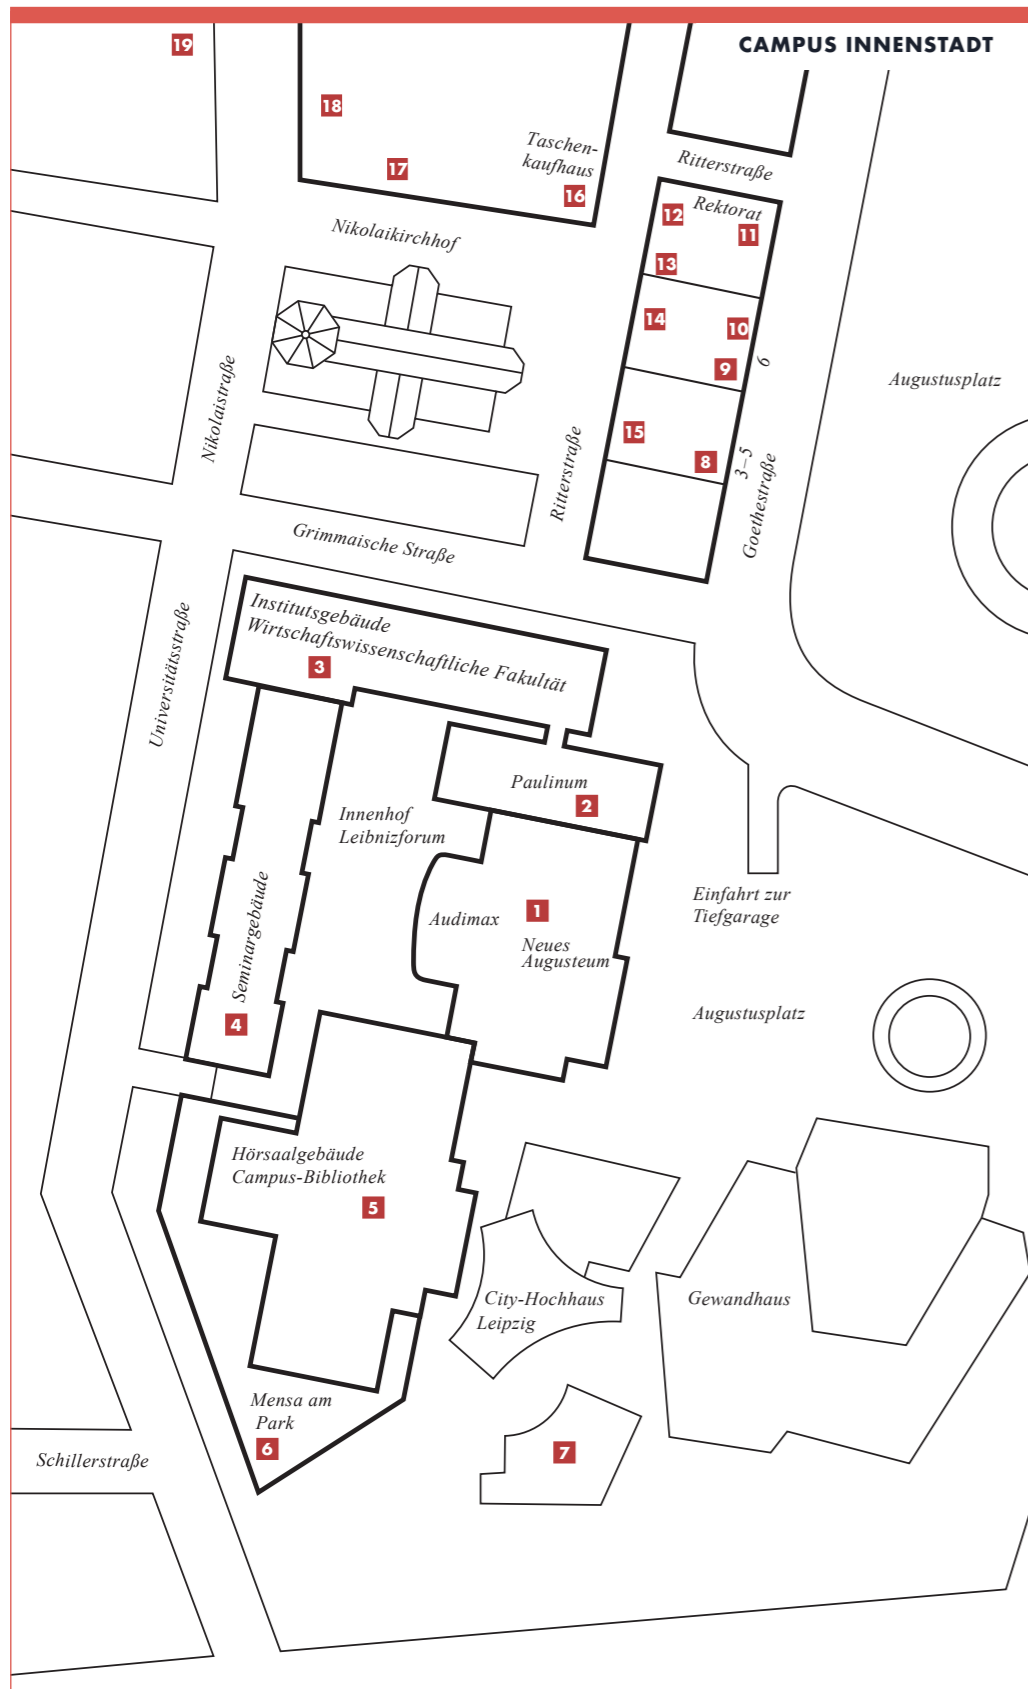 CAMPUS INNENSTADT
19
18
17
Taschen-
kaufhaus
16
Ritterstraße
Rektorat
12
11
13
Nikolaikirchhof
14
10
9
6
Augustusplatz
Nikolaistraße
15
8
3–5
Goethestraße
Ritterstraße
Grimmaische Straße
Institutsgebäude
Wirtschaftswissenschaftliche Fakultät
3
Universitätsstraße
Paulinum
2
Innenhof
Leibnizforum
Einfahrt zur
Tiefgarage
1
Audimax
Neues
Augusteum
Seminargebäude
4
Augustusplatz
Hörsaalgebäude
Campus-Bibliothek
5
City-Hochhaus
Leipzig
Gewandhaus
Mensa am
Park
6
7
Schillerstraße